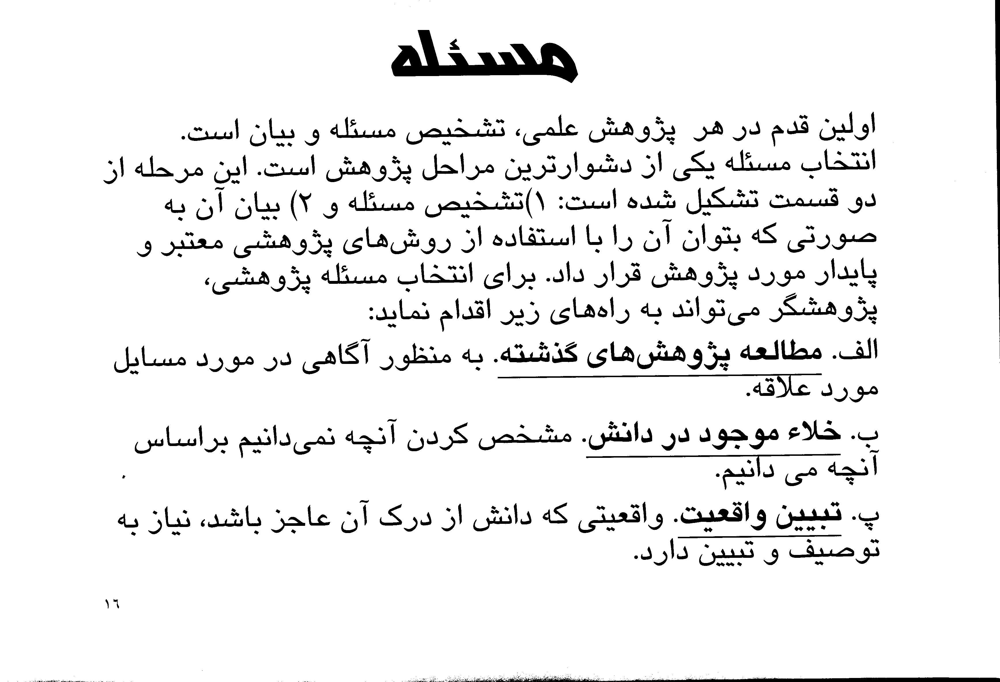 مسئله
اولین قدم در هر پژوهش علمی، تشخیص مسئله و بیان است.
انتخاب مسئله یکی از دشوارترین مراحل پژوهش است. این مرحله از
دو قسمت تشکیل شده است: ۱)تشخیص مسئله و ۲) بیان آن به
صورتی که بتوان آن را با استفاده از روش‌های پژوهشی معتبر و
پایدار مورد پژوهش قرار داد. برای انتخاب مسئله پژوهشی،
پژوهشگر می‌تواند به راه‌های زیر اقدام نماید:
الف. مطالعه پژوهش‌های گذشته. به منظور آگاهی در مورد مسایل
مورد علاقه.
ب. خلاء موجود در دانش. مشخص کردن آنچه نمی‌دانیم براساس
آنچه می دانیم.
پ. تبیین واقعیت. واقعیتی که دانش از درک آن عاجز باشد، نیاز به
توصیف و تبیین دارد.
١٦